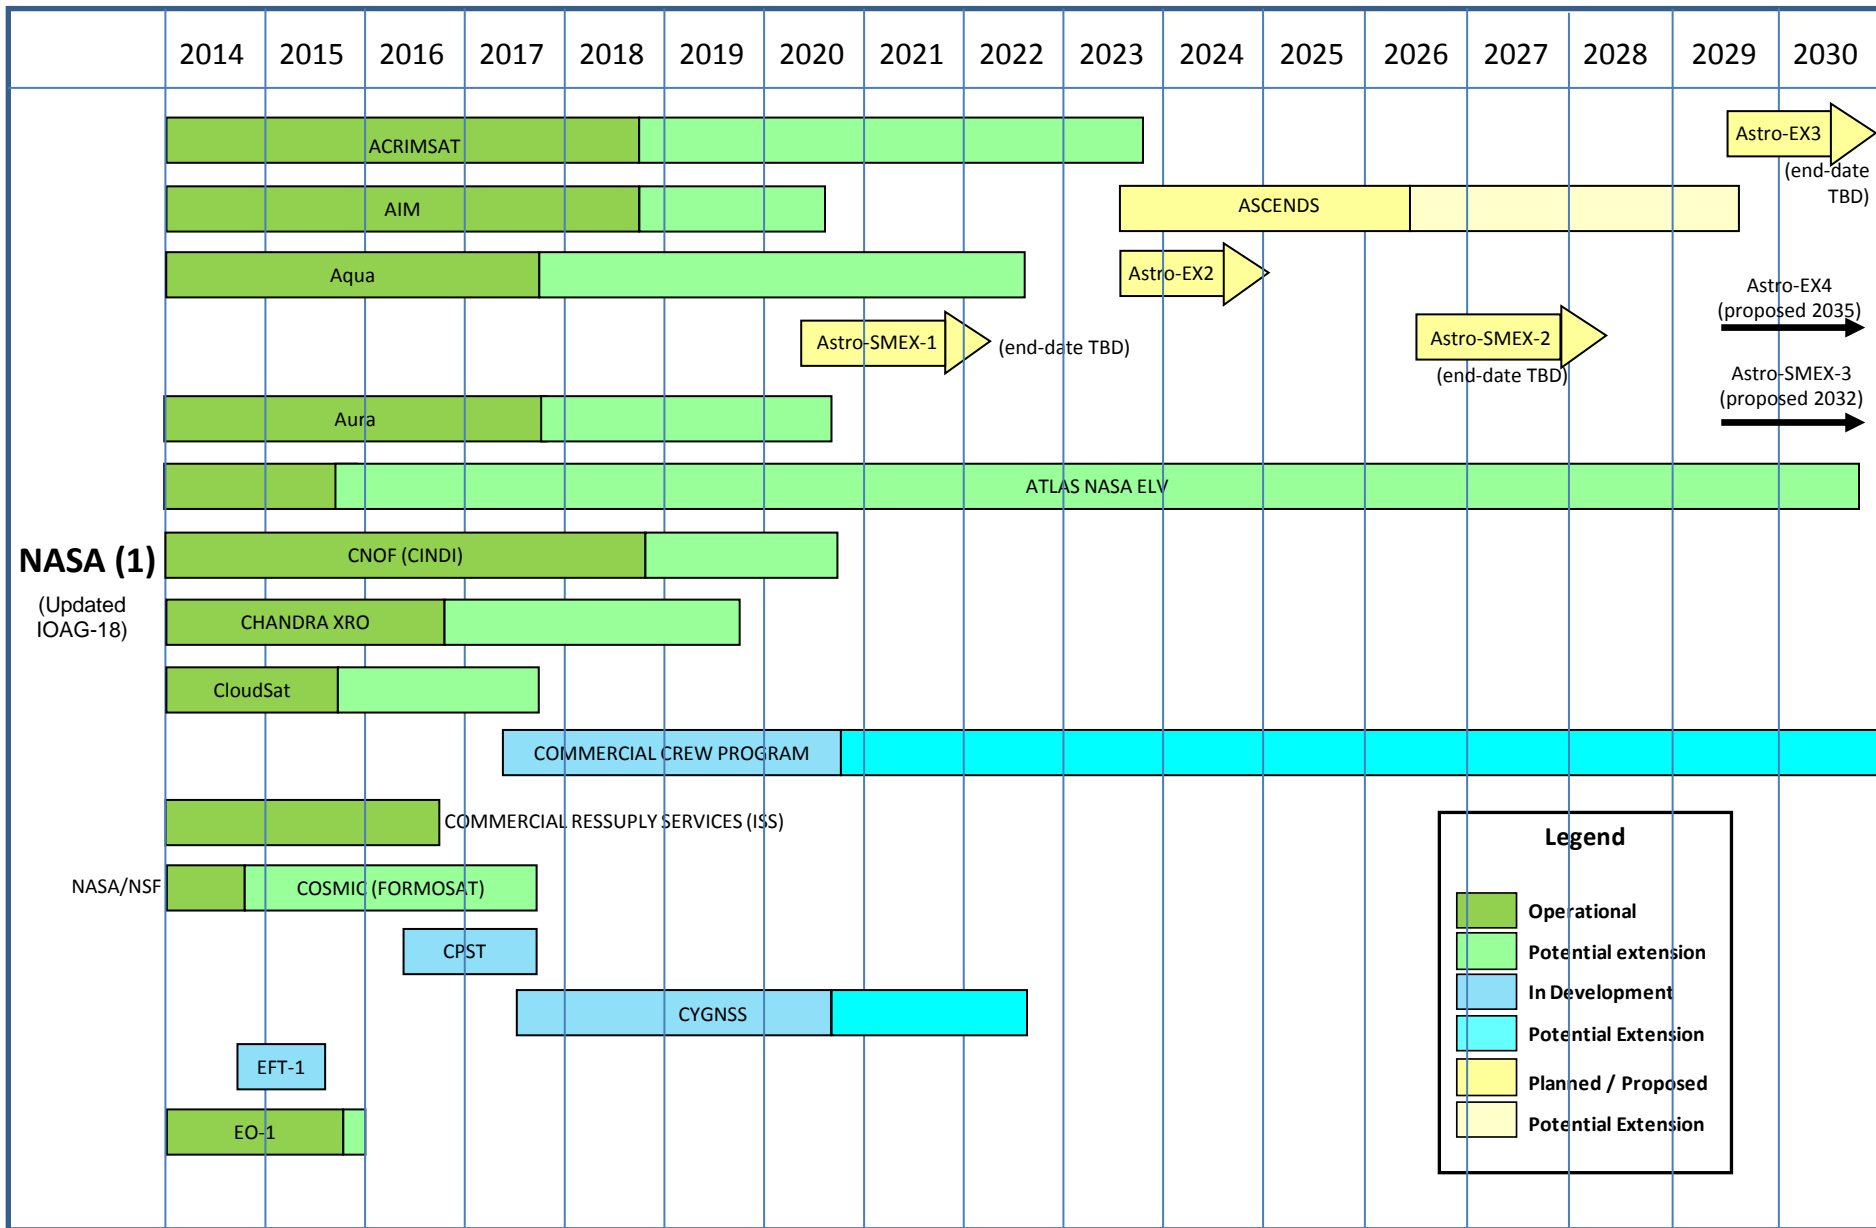 2014 2015 2016 2017 2018 2019 2020 2021 2022 2023 2024 2025 2026 2027 2028 2029 2030
ACRIMSAT
Astro-EX3
(end-date
TBD)
AIM
ASCENDS
Aqua
Astro-EX2
Astro-EX4
(proposed 2035)
Astro-SMEX-1
(end-date TBD)
Astro-SMEX-2
(end-date TBD)
Astro-SMEX-3
(proposed 2032)
Aura
ATLAS NASA ELV
NASA (1)
(Updated
IOAG-18)
CNOF (CINDI)
CHANDRA XRO
CloudSat
COMMERCIAL CREW PROGRAM
COMMERCIAL RESSUPLY SERVICES (ISS)
NASA/NSF
COSMIC (FORMOSAT)
CPST
CYGNSS
EFT-1
EO-1
Legend
Operational
Potential extension
In Development
Potential Extension
Planned / Proposed
Potential Extension